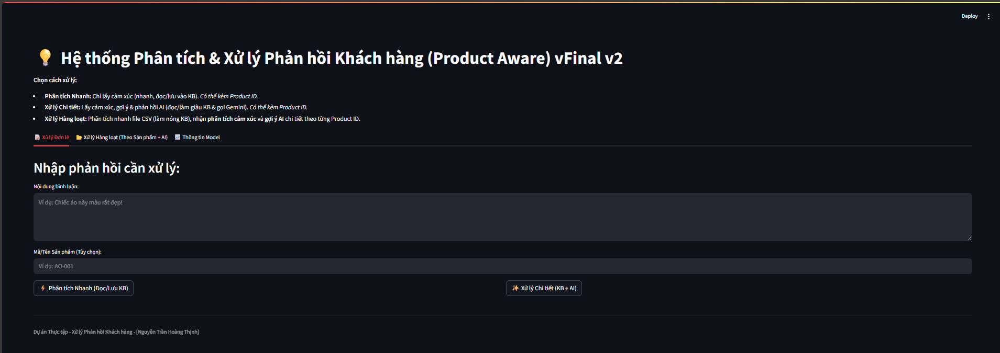 Deploy
Hệ thống Phân tích & Xử lý Phản hồi Khách hàng (Product Aware) vFinal v2
Chọn cách xử lý:
Phân tích Nhanh: Chỉ lấy cảm xúc (nhanh, đọc/lưu vào KB). Có thể kèm Product ID.
Xử lý Chi tiết: Lấy cảm xúc, gợi ý & phản hồi AI (đọc/làm giàu KB & gọi Gemini). Có thể kèm Product ID.
Xử lý Hàng loạt: Phân tích nhanh file CSV (làm nóng KB), nhận phân tích cảm xúc và gợi ý AI chi tiết theo từng Product ID.
Xử lý Đơn lẻ Xử lý Hàng loạt (Theo Sản phẩm + AI) Thông tin Model
Nhập phản hồi cần xử lý:
Nội dung bình luận:
Ví dụ: Chiếc áo này màu rất đẹp!
Mã/Tên Sản phẩm (Tùy chọn):
Ví dụ: AO-001
Phân tích Nhanh (Đọc/Lưu KB) Xử lý Chi tiết (KB + AI)
Dự án Thực tập - Xử lý Phản hồi Khách hàng - [Nguyễn Trần Hoàng Thịnh]